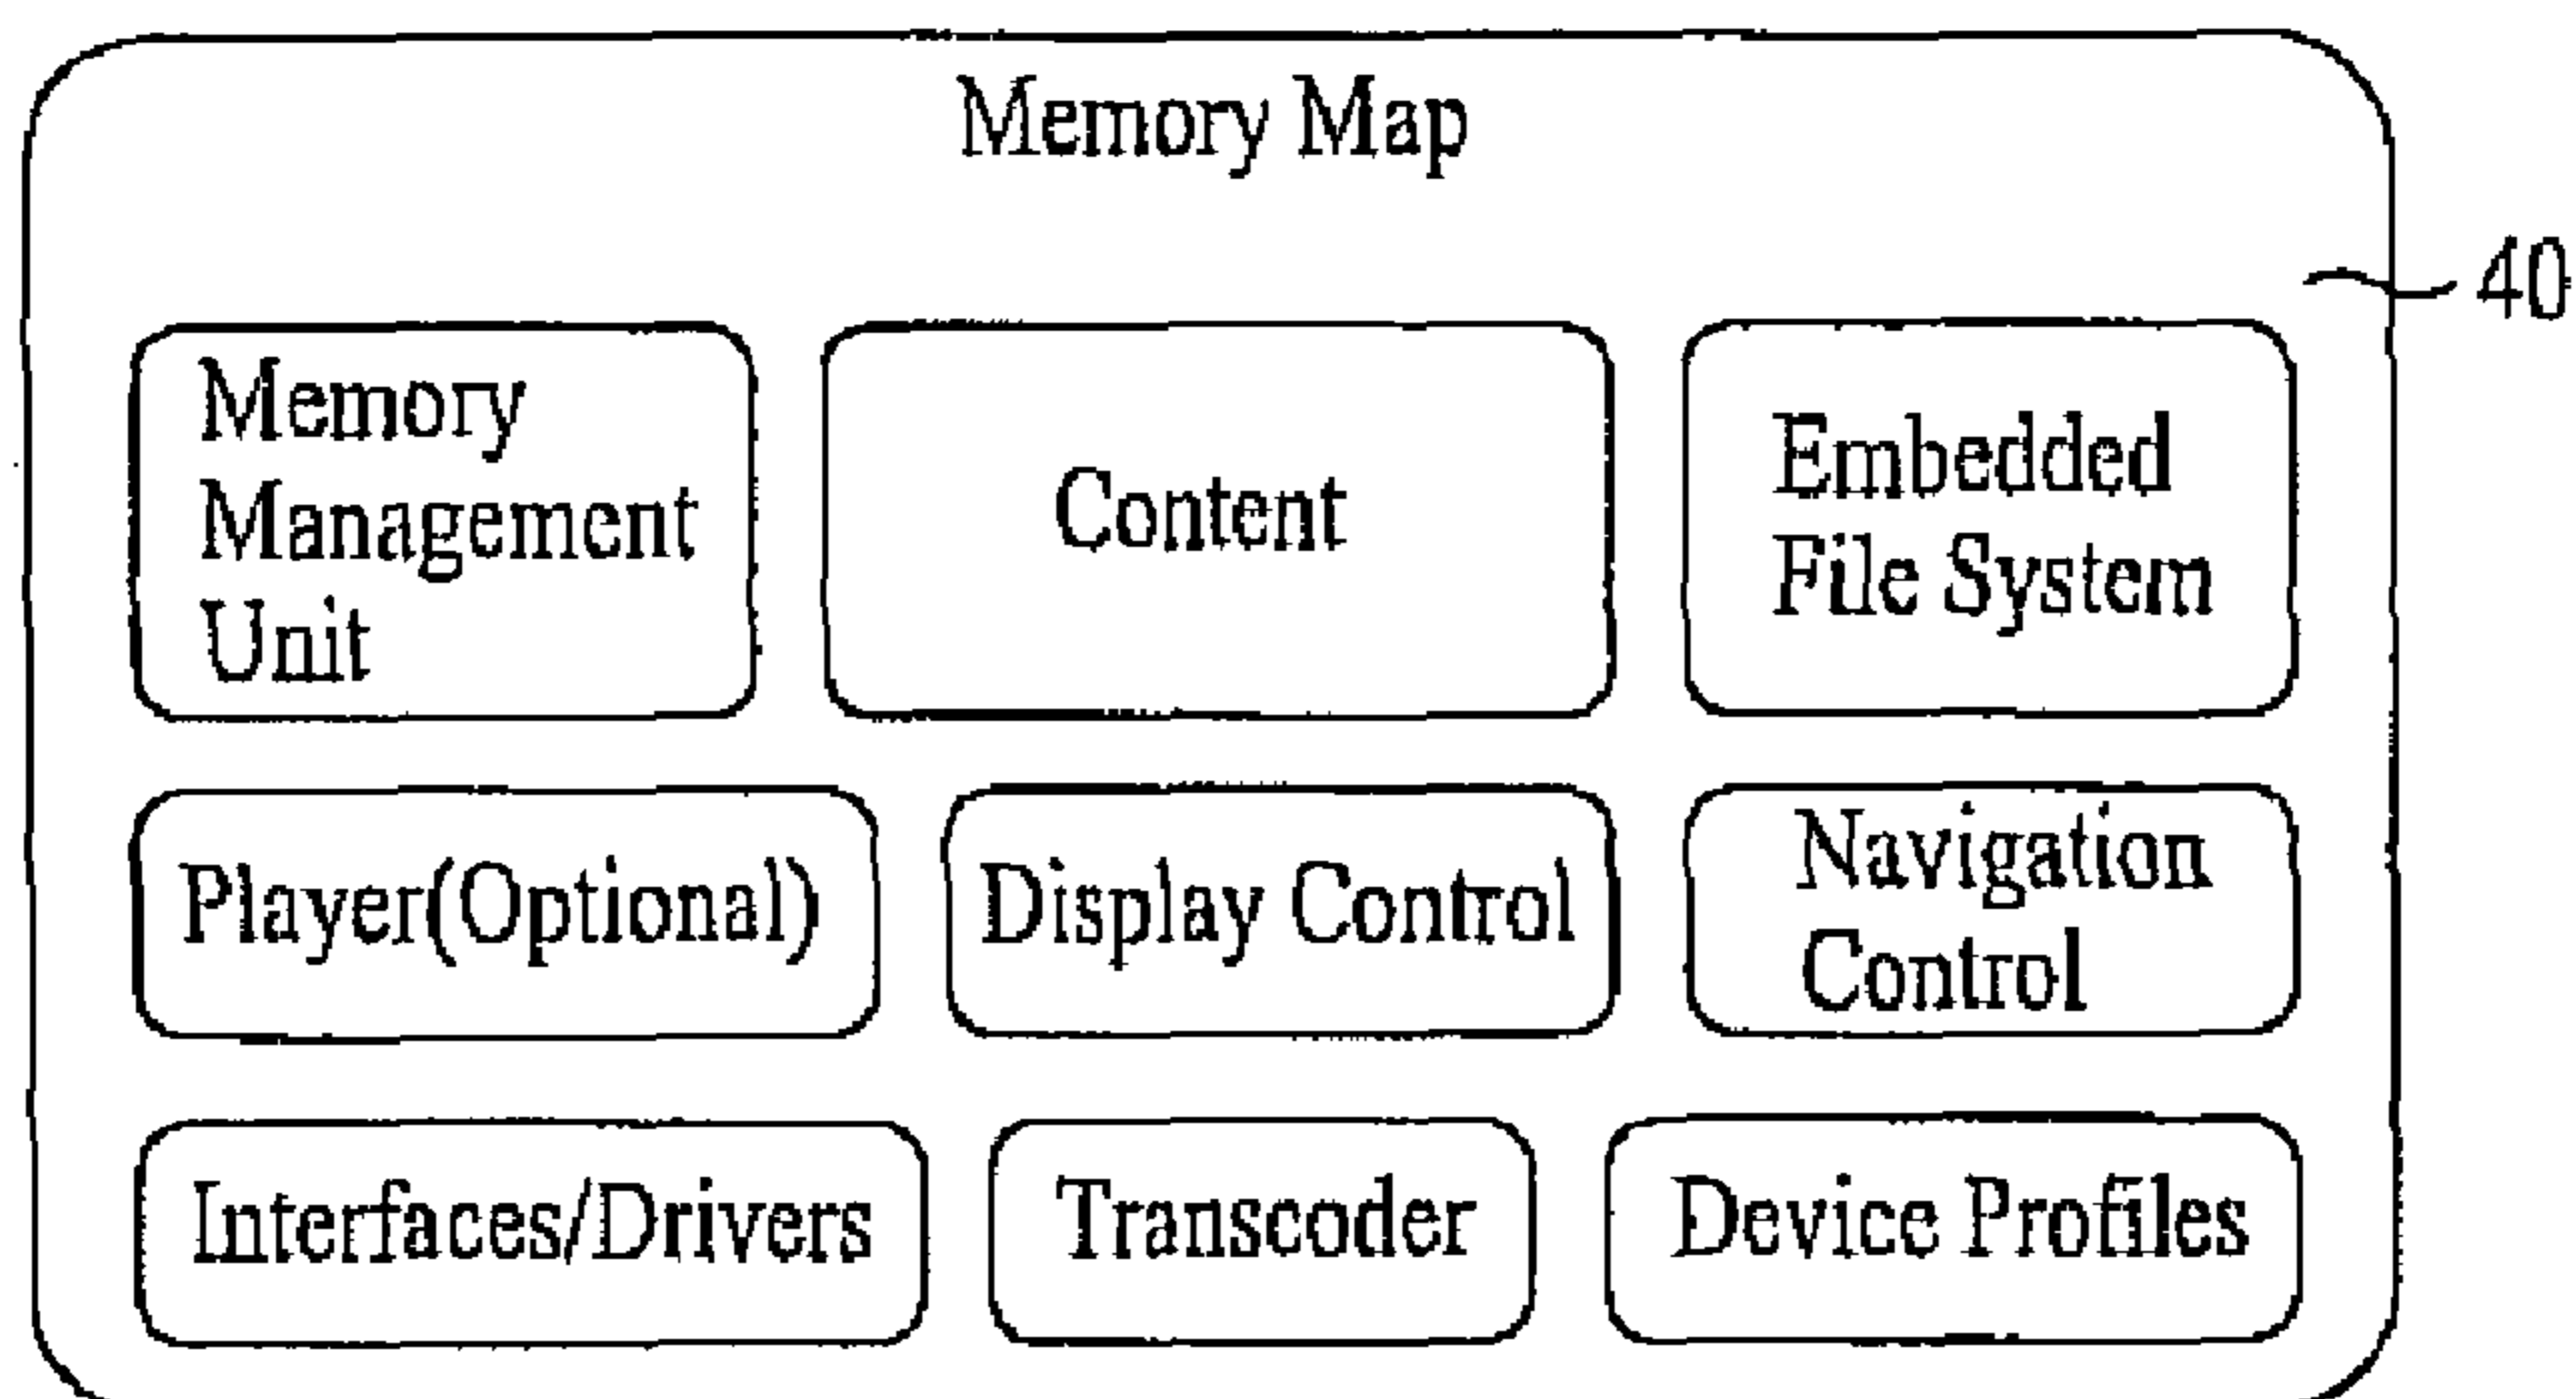 Memory Map
40
Memory
Management
Unit
Content
Embedded
File System
Player(Optional)
Display Control
Navigation
Control
Interfaces/Drivers
Transcoder
Device Profiles